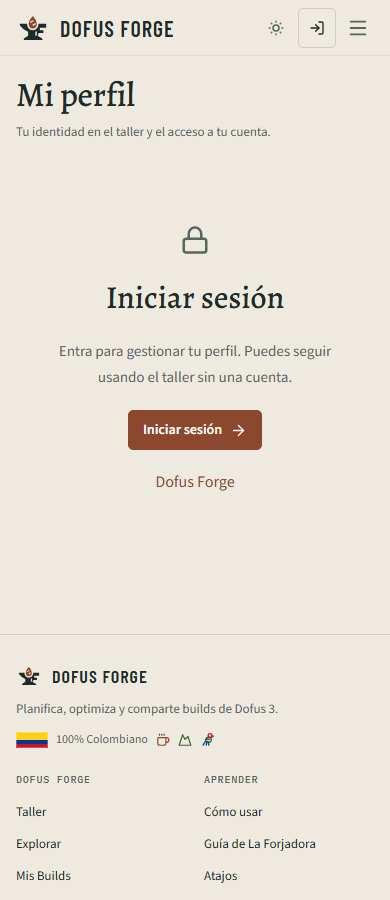 DOFUS FORGE
Mi perfil
Tu identidad en el taller y el acceso a tu cuenta.
Iniciar sesión
Entra para gestionar tu perfil. Puedes seguir
usando el taller sin una cuenta.
Iniciar sesión
Dofus Forge
DOFUS FORGE
Planifica, optimiza y comparte builds de Dofus 3.
100% Colombiano
DOFUS FORGE
Taller
Explorar
Mis Builds
APRENDER
Cómo usar
Guía de La Forjadora
Atajos